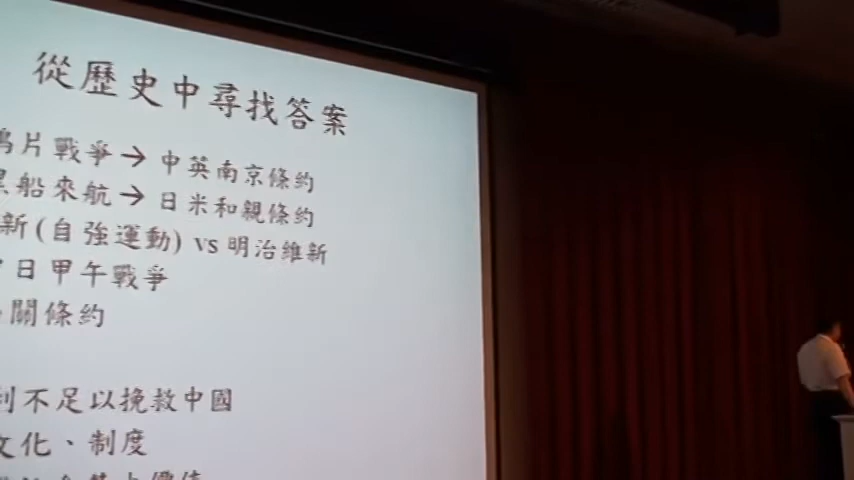 從歷史中尋找答案
鴉片戰爭→中英南京條約
黑船來航→日米和親條約
新(自強運動) vs 明治維新
日甲午戰爭
關條約
利不足以挽救中國
文化、制度